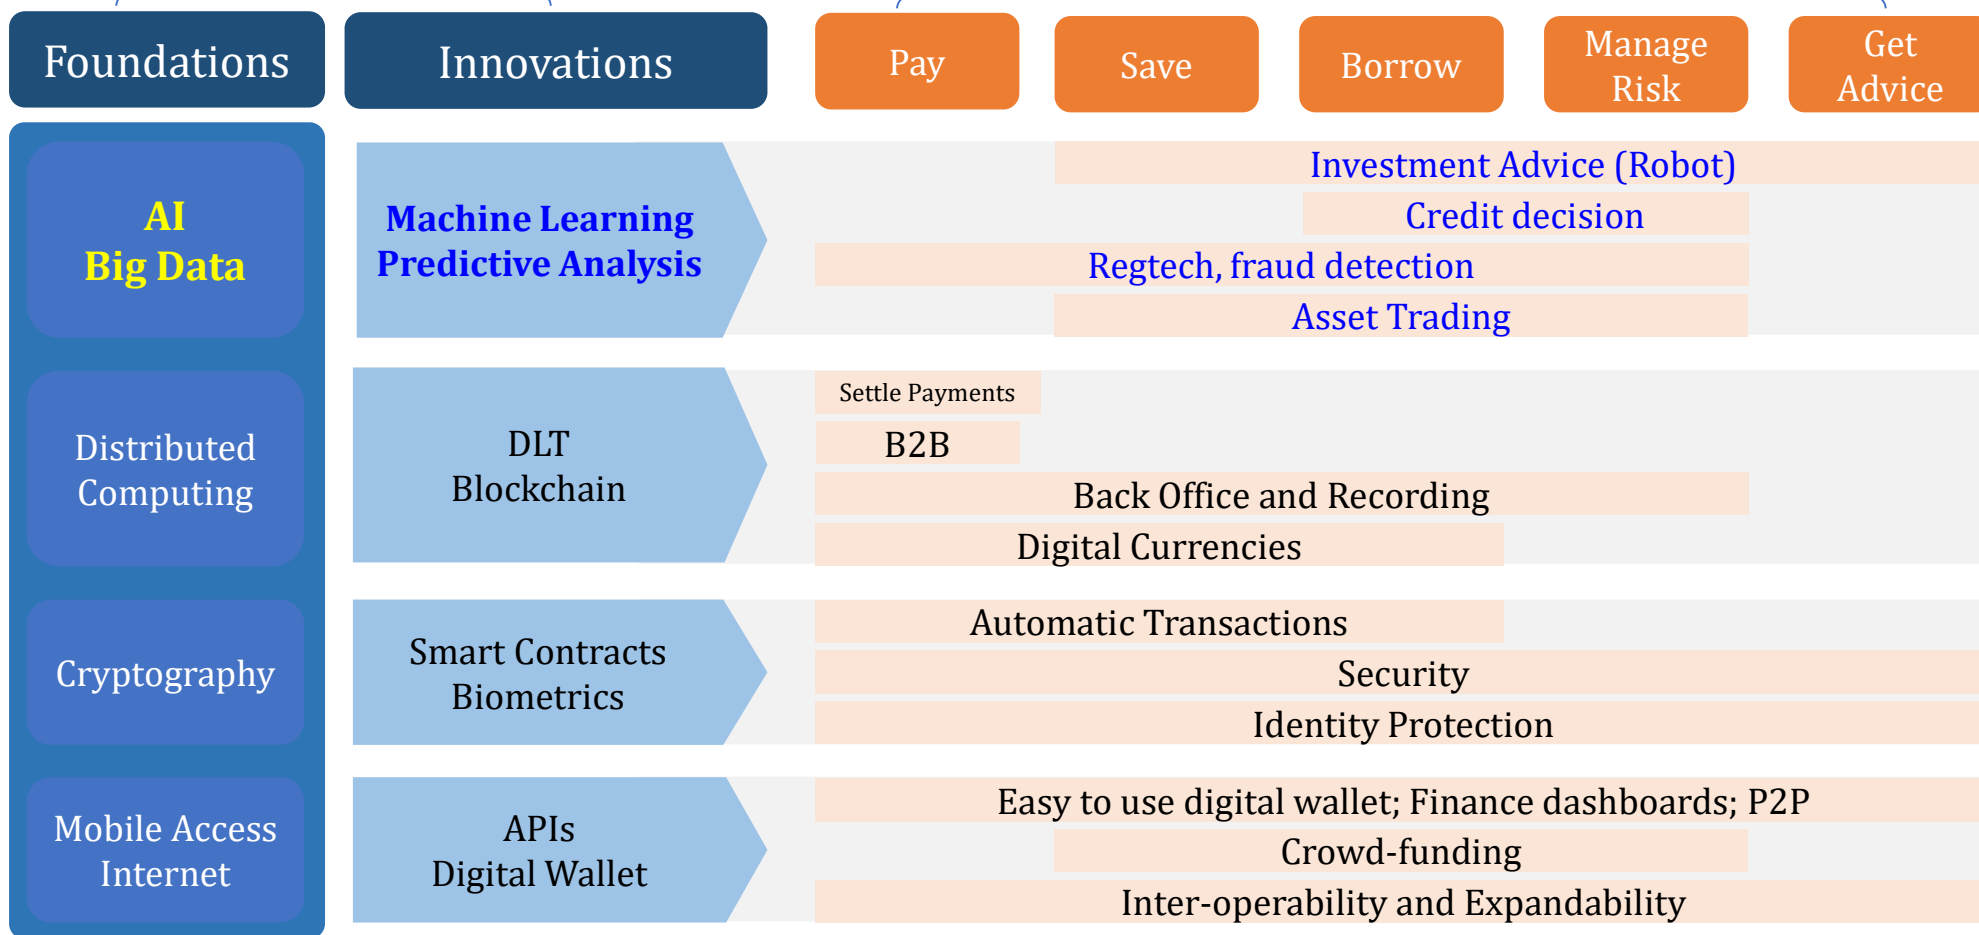 Foundations
Innovations
Pay
Save
Borrow
Manage
Risk
Get
Advice
AI
Big Data
Machine Learning
Predictive Analysis
Investment Advice (Robot)
Credit decision
Regtech, fraud detection
Asset Trading
Distributed
Computing
DLT
Blockchain
Settle Payments
B2B
Back Office and Recording
Digital Currencies
Cryptography
Smart Contracts
Biometrics
Automatic Transactions
Security
Identity Protection
Mobile Access
Internet
APIs
Digital Wallet
Easy to use digital wallet; Finance dashboards; P2P
Crowd-funding
Inter-operability and Expandability